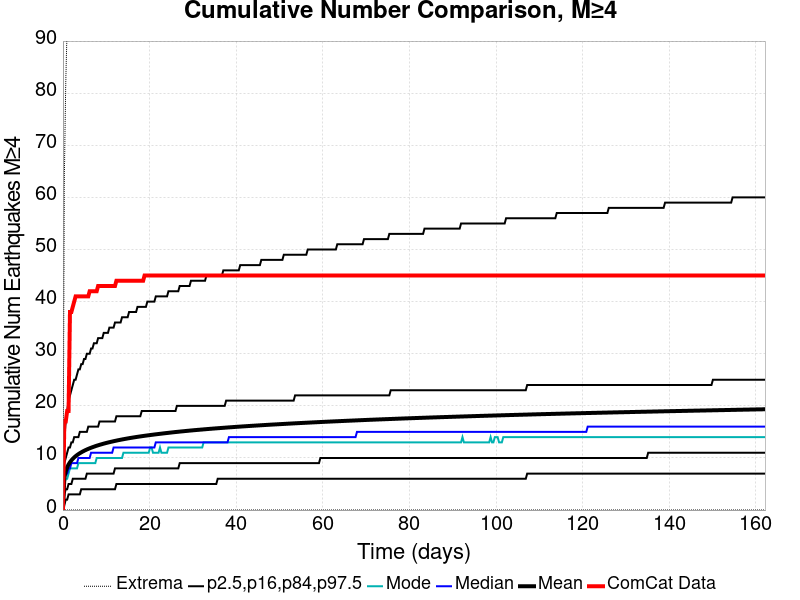 Cumulative Number Comparison, M≥4
Cumulative Num Earthquakes M≥4
90
80
70
60
50
40
30
20
10
0
0 20 40 60 80 100 120 140 160
Time (days)
Extrema p2.5,p16,p84,p97.5 Mode Median Mean ComCat Data